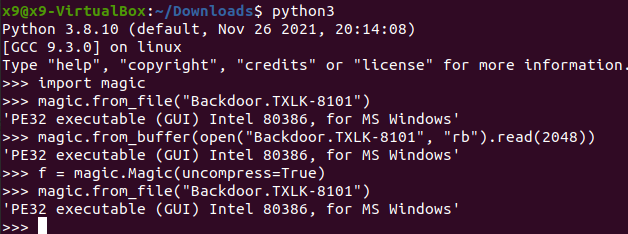 x9@x9-VirtualBox:~/Downloads$ python3
Python 3.8.10 (default, Nov 26 2021, 20:14:08)
[GCC 9.3.0] on linux
Type "help", "copyright", "credits" or "license" for more information.
>>> import magic
>>> magic.from_file("Backdoor.TXLK-8101")
'PE32 executable (GUI) Intel 80386, for MS Windows'
>>> magic.from_buffer(open("Backdoor.TXLK-8101", "rb").read(2048))
'PE32 executable (GUI) Intel 80386, for MS Windows'
>>> f = magic.Magic(uncompress=True)
>>> magic.from_file("Backdoor.TXLK-8101")
'PE32 executable (GUI) Intel 80386, for MS Windows'
>>>